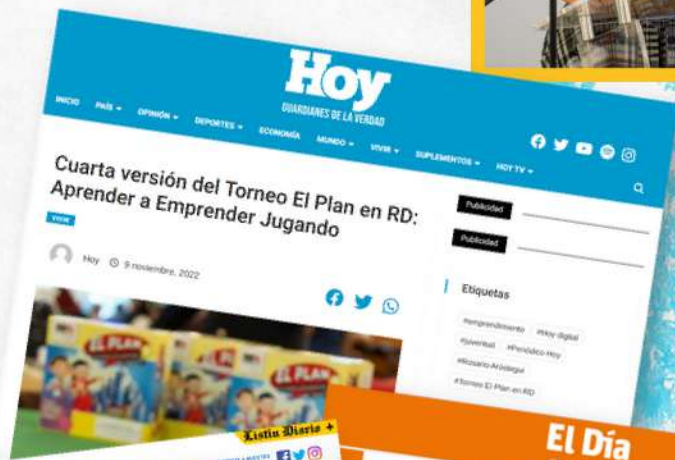 Hoy
GUARDIANES DE LA VERDAD
INICIO PAÍS OPINIÓN DEPORTES ECONOMÍA MUNDO VIVIR SUPLEMENTOS HOY TV
Cuarta versión del Torneo El Plan en RD:
Aprender a Emprender Jugando
VIVIR
Hoy 9 noviembre, 2022
Publicidad
Publicidad
Etiquetas
#emprendimiento #Hoy digital
#juventud #Periódico Hoy
#Rosario Arostegui
#Torneo El Plan en RD
EL PLAN
EL PLAN
Listín Diario +
El Día